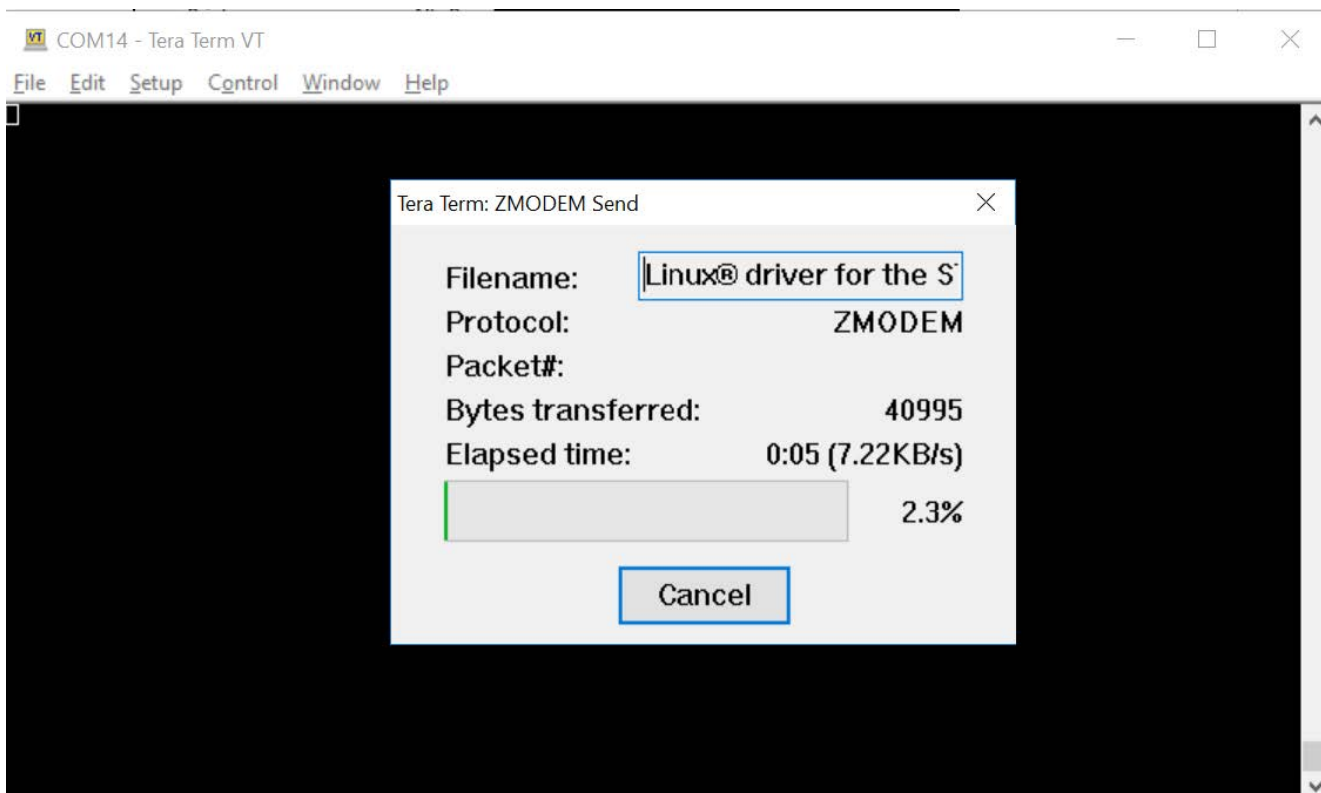 COM14 - Tera Term VT
File Edit Setup Control Window Help
Tera Term: ZMODEM Send
Filename: Linux® driver for the S
Protocol: ZMODEM
Packet#:
Bytes transferred: 40995
Elapsed time: 0:05 (7.22KB/s)
2.3%
Cancel